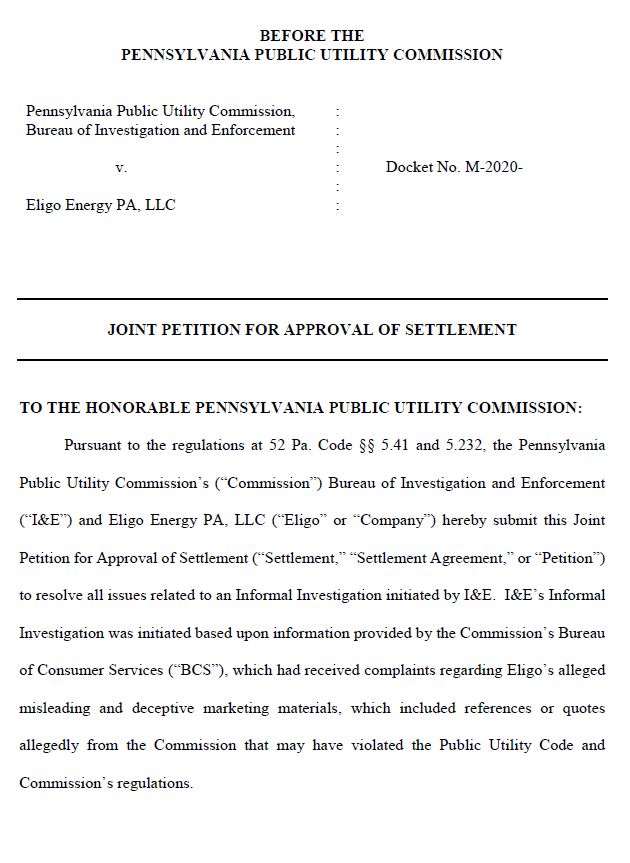 BEFORE THE
PENNSYLVANIA PUBLIC UTILITY COMMISSION
Pennsylvania Public Utility Commission, :
Bureau of Investigation and Enforcement :
:
v. : Docket No. M-2020-
:
Eligo Energy PA, LLC :
JOINT PETITION FOR APPROVAL OF SETTLEMENT
TO THE HONORABLE PENNSYLVANIA PUBLIC UTILITY COMMISSION:
Pursuant to the regulations at 52 Pa. Code §§ 5.41 and 5.232, the Pennsylvania
Public Utility Commission’s (“Commission”) Bureau of Investigation and Enforcement
(“I&E”) and Eligo Energy PA, LLC (“Eligo” or “Company”) hereby submit this Joint
Petition for Approval of Settlement (“Settlement,” “Settlement Agreement,” or “Petition”)
to resolve all issues related to an Informal Investigation initiated by I&E.  I&E’s Informal
Investigation was initiated based upon information provided by the Commission’s Bureau
of Consumer Services (“BCS”), which had received complaints regarding Eligo’s alleged
misleading and deceptive marketing materials, which included references or quotes
allegedly from the Commission that may have violated the Public Utility Code and
Commission’s regulations.